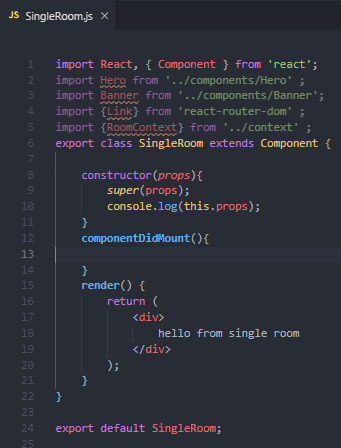 JS SingleRoom.js ×
1 import React, { Component } from 'react';
2 import Hero from '../components/Hero' ;
3 import Banner from '../components/Banner';
4 import {Link} from 'react-router-dom' ;
5 import {RoomContext} from '../context' ;
6 export class SingleRoom extends Component {
7
8     constructor(props){
9         super(props);
10         console.log(this.props);
11     }
12     componentDidMount(){
13
14     }
15     render() {
16         return (
17             <div>
18                 hello from single room
19             </div>
20         );
21     }
22 }
23
24 export default SingleRoom;
25